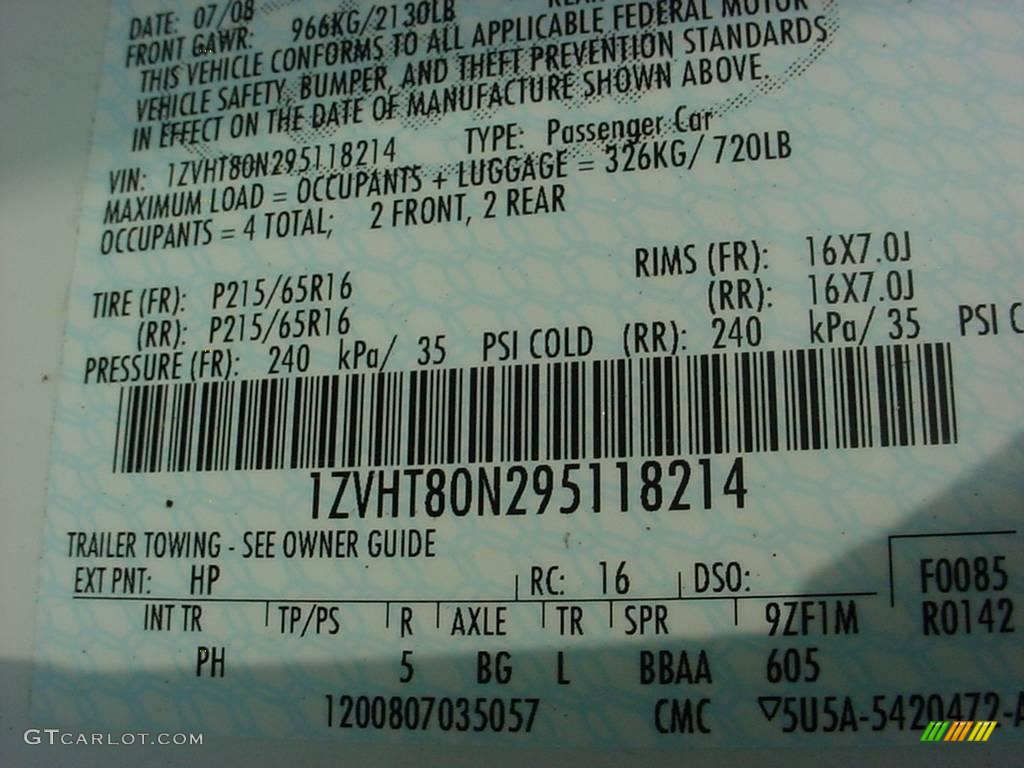 DATE: 07/08
FRONT GAWR: 966KG/2130LB
THIS VEHICLE CONFORMS TO ALL APPLICABLE FEDERAL MOTOR
VEHICLE SAFETY, BUMPER, AND THEFT PREVENTION STANDARDS
IN EFFECT ON THE DATE OF MANUFACTURE SHOWN ABOVE.
VIN: 1ZVHT80N295118214 TYPE: Passenger Car
MAXIMUM LOAD = OCCUPANTS + LUGGAGE = 326KG/ 720LB
OCCUPANTS = 4 TOTAL; 2 FRONT, 2 REAR
TIRE (FR): P215/65R16 RIMS (FR): 16X7.0J
(RR): P215/65R16 (RR): 16X7.0J
PRESSURE (FR): 240 kPa/ 35 PSI COLD (RR): 240 kPa/ 35 PSI C
1ZVHT80N295118214
TRAILER TOWING - SEE OWNER GUIDE
EXT PNT: HP RC: 16 DSO: F0085
INT TR TP/PS R AXLE TR SPR 9ZF1M R0142
PH 5 BG L BBAA 605
1200807035057 CMC ▽5U5A-5420472-A
GTCARLOT.COM